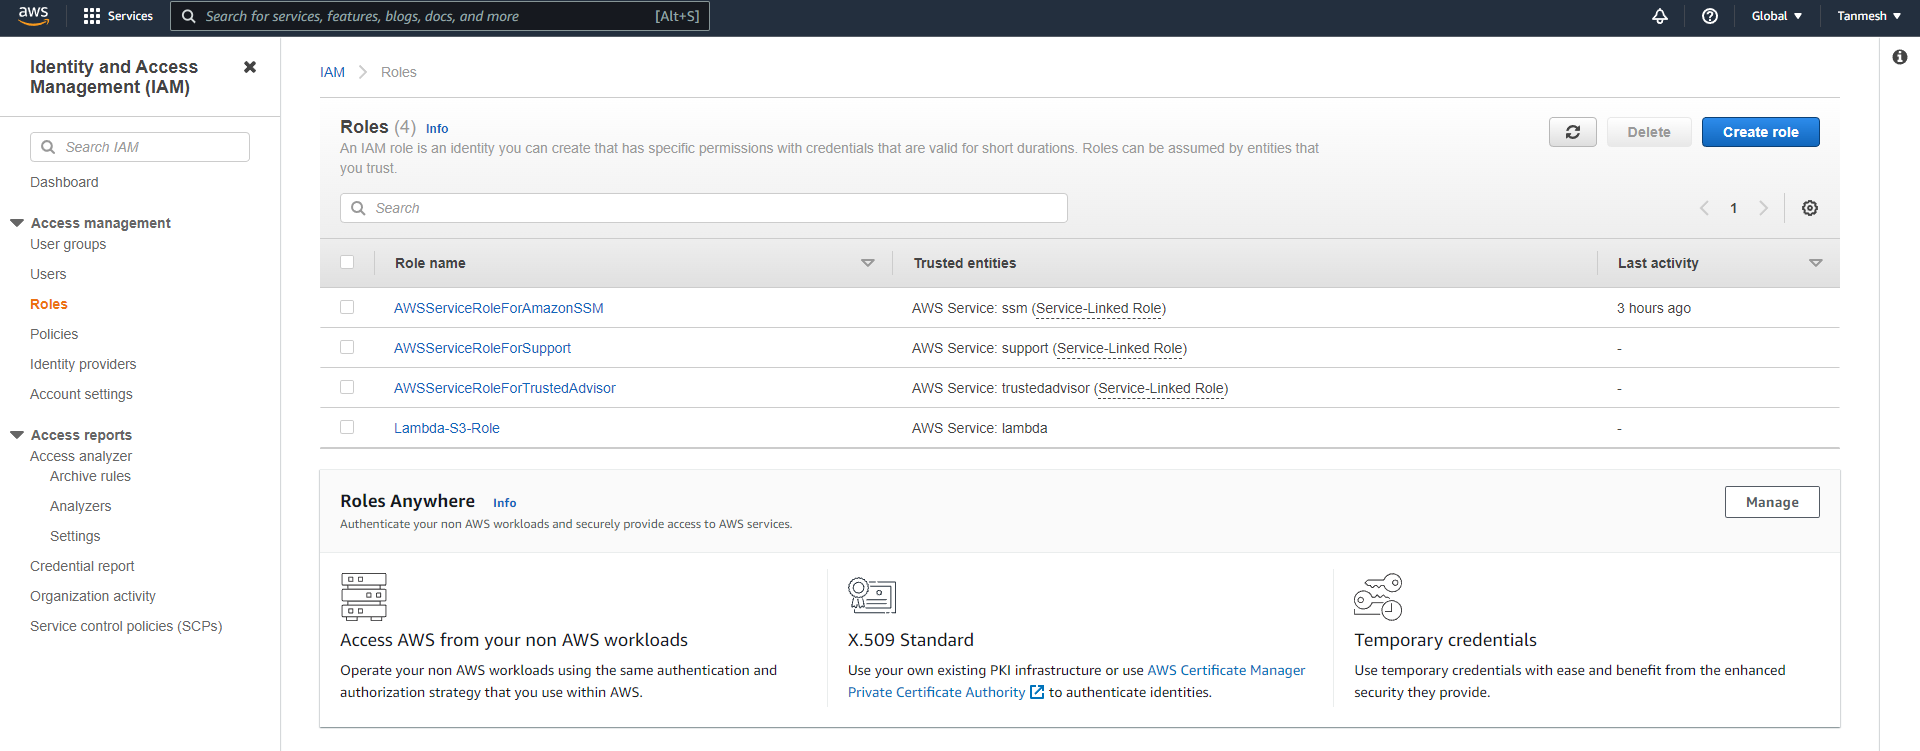 aws Services Search for services, features, blogs, docs, and more [Alt+S] Global Tanmesh
Identity and Access
Management (IAM)
Search IAM
Dashboard
Access management
User groups
Users
Roles
Policies
Identity providers
Account settings
Access reports
Access analyzer
Archive rules
Analyzers
Settings
Credential report
Organization activity
Service control policies (SCPs)
IAM Roles
Roles (4) Info
An IAM role is an identity you can create that has specific permissions with credentials that are valid for short durations. Roles can be assumed by entities that
you trust.
Delete Create role
Search
1
Role name Trusted entities Last activity
AWSServiceRoleForAmazonSSM AWS Service: ssm (Service-Linked Role) 3 hours ago
AWSServiceRoleForSupport AWS Service: support (Service-Linked Role) -
AWSServiceRoleForTrustedAdvisor AWS Service: trustedadvisor (Service-Linked Role) -
Lambda-S3-Role AWS Service: lambda -
Roles Anywhere Info
Authenticate your non AWS workloads and securely provide access to AWS services.
Manage
Access AWS from your non AWS workloads
Operate your non AWS workloads using the same authentication and
authorization strategy that you use within AWS.
X.509 Standard
Use your own existing PKI infrastructure or use AWS Certificate Manager
Private Certificate Authority to authenticate identities.
Temporary credentials
Use temporary credentials with ease and benefit from the enhanced
security they provide.